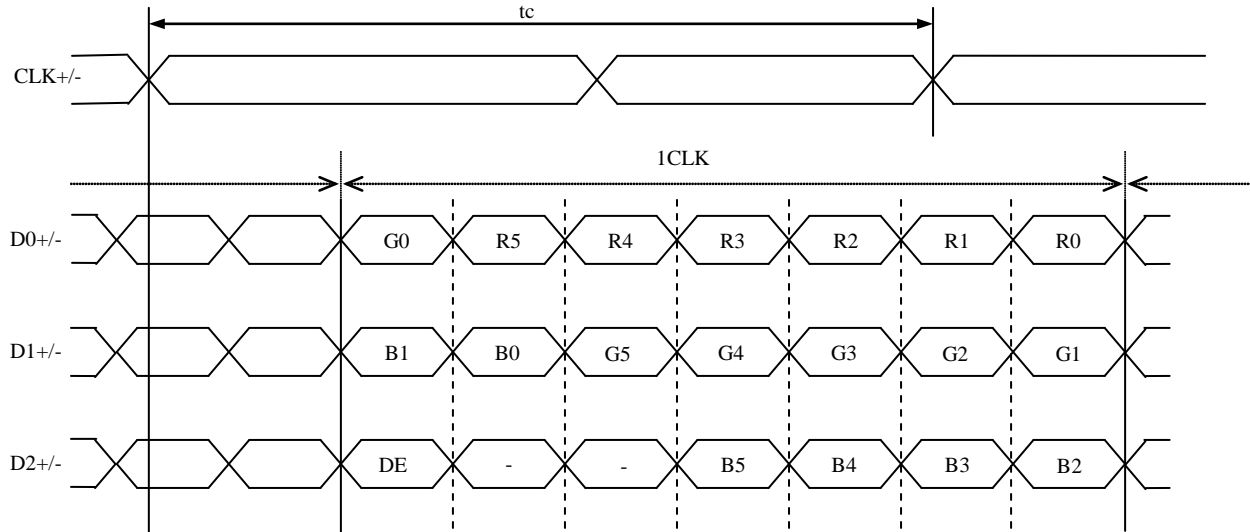 tc
CLK+/-
1CLK
D0+/- G0 R5 R4 R3 R2 R1 R0
D1+/- B1 B0 G5 G4 G3 G2 G1
D2+/- DE - - B5 B4 B3 B2